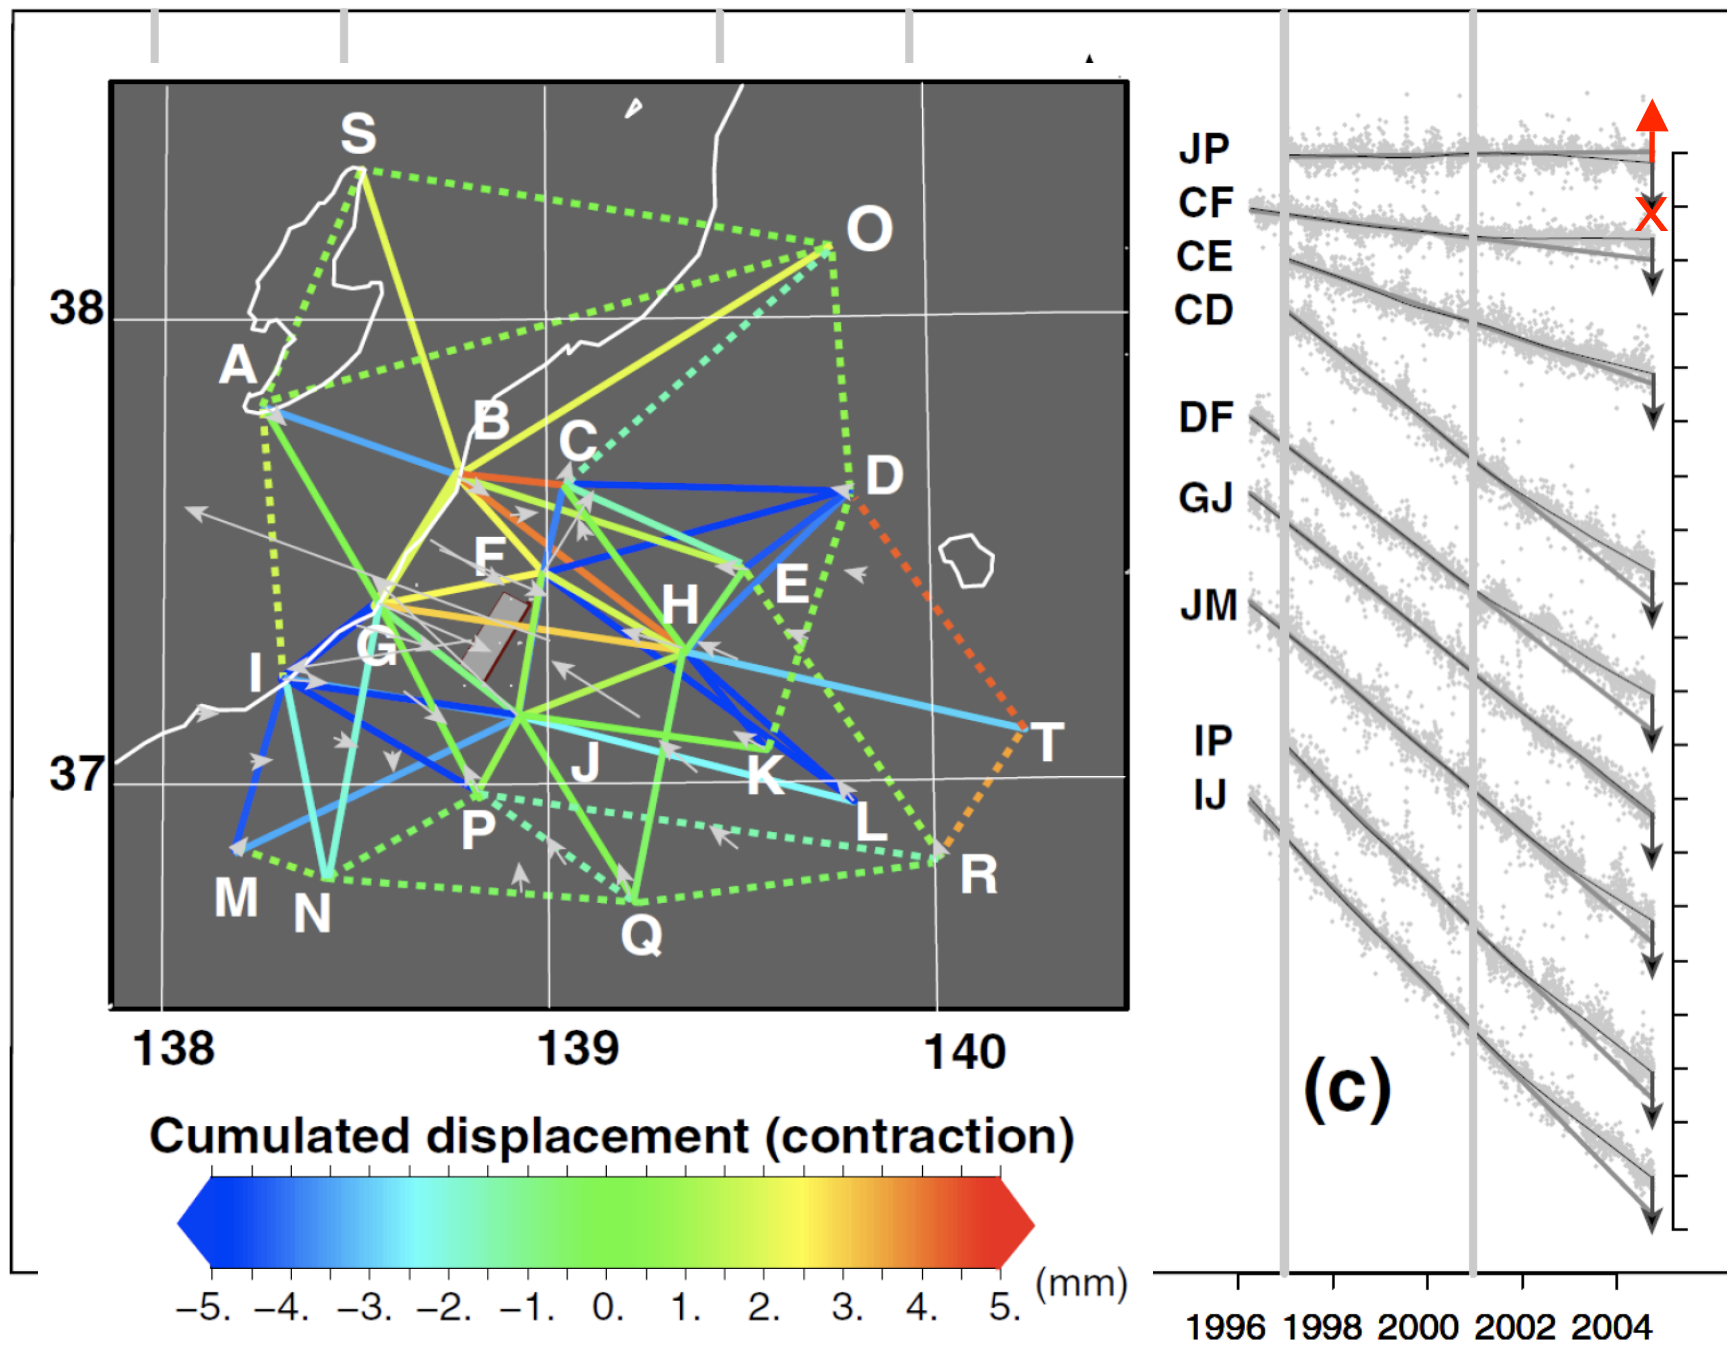 S
O
38
A
B
C
D
F
E
H
G
I
T
37
J
K
P
L
M
N
R
Q
138
139
140
Cumulated displacement (contraction)
−5. −4. −3. −2. −1. 0. 1. 2. 3. 4. 5.
(mm)
JP
X
CF
CE
CD
DF
GJ
JM
IP
IJ
(c)
1996 1998 2000 2002 2004